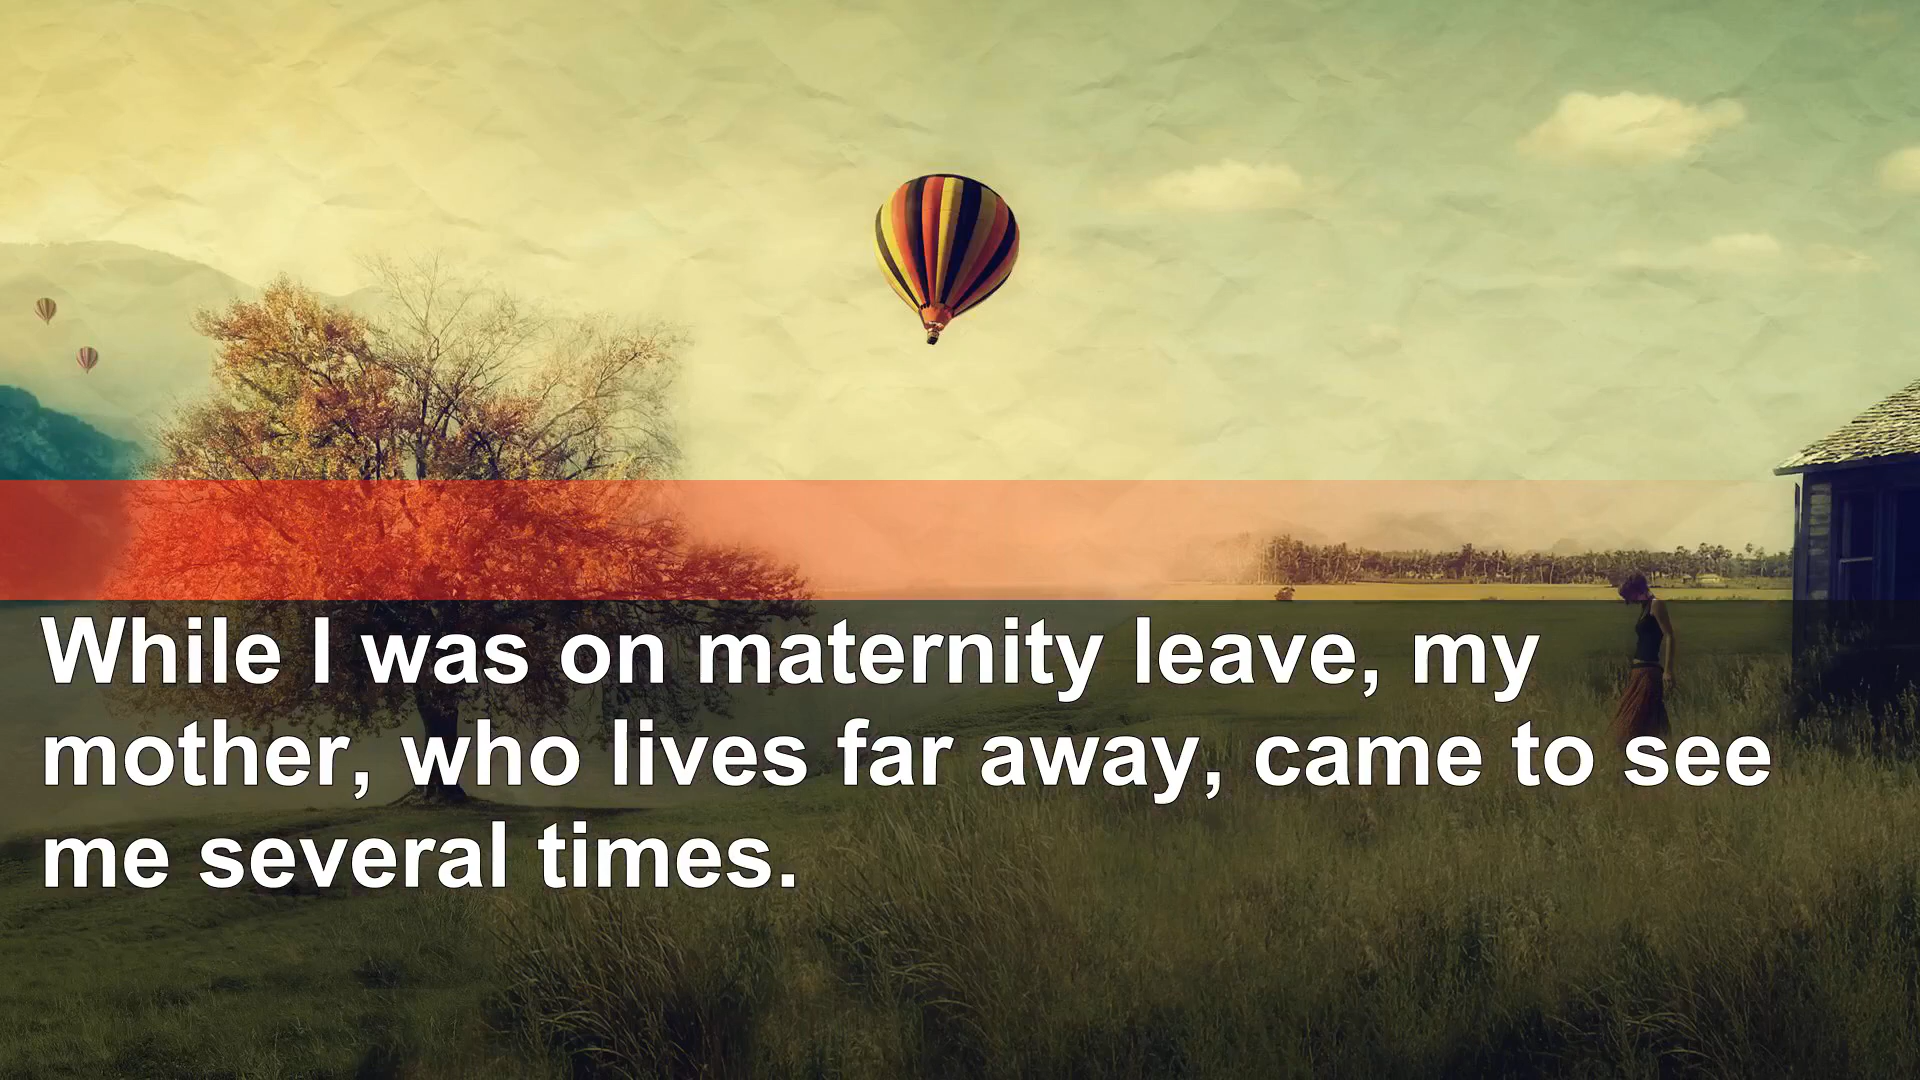 While I was on maternity leave, my
mother, who lives far away, came to see
me several times.